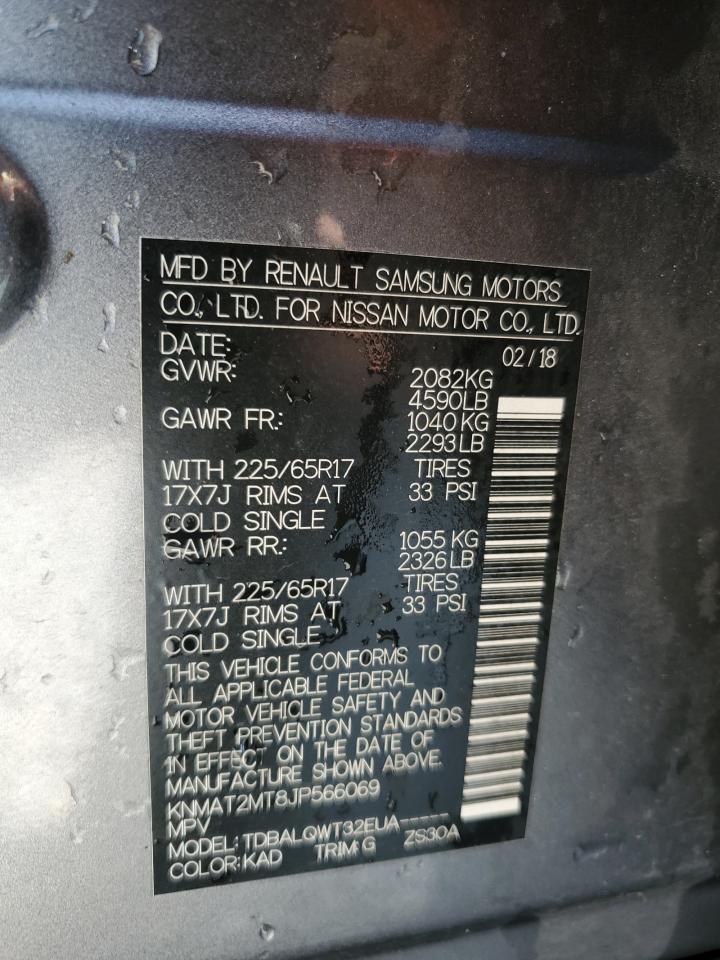 MFD BY RENAULT SAMSUNG MOTORS
CO., LTD. FOR NISSAN MOTOR CO., LTD.
DATE: 02/18
GVWR: 2082KG
4590LB
GAWR FR.: 1040KG
2293LB
WITH 225/65R17 TIRES
17X7J RIMS AT 33 PSI
COLD SINGLE
GAWR RR.: 1055 KG
2326LB
WITH 225/65R17 TIRES
17X7J RIMS AT 33 PSI
COLD SINGLE
THIS VEHICLE CONFORMS TO
ALL APPLICABLE FEDERAL
MOTOR VEHICLE SAFETY AND
THEFT PREVENTION STANDARDS
IN EFFECT ON THE DATE OF
MANUFACTURE SHOWN ABOVE.
KNMAT2MT8JP566069
MPV
MODEL: TDBALQWT32EUA------
COLOR: KAD TRIM: G ZS30A